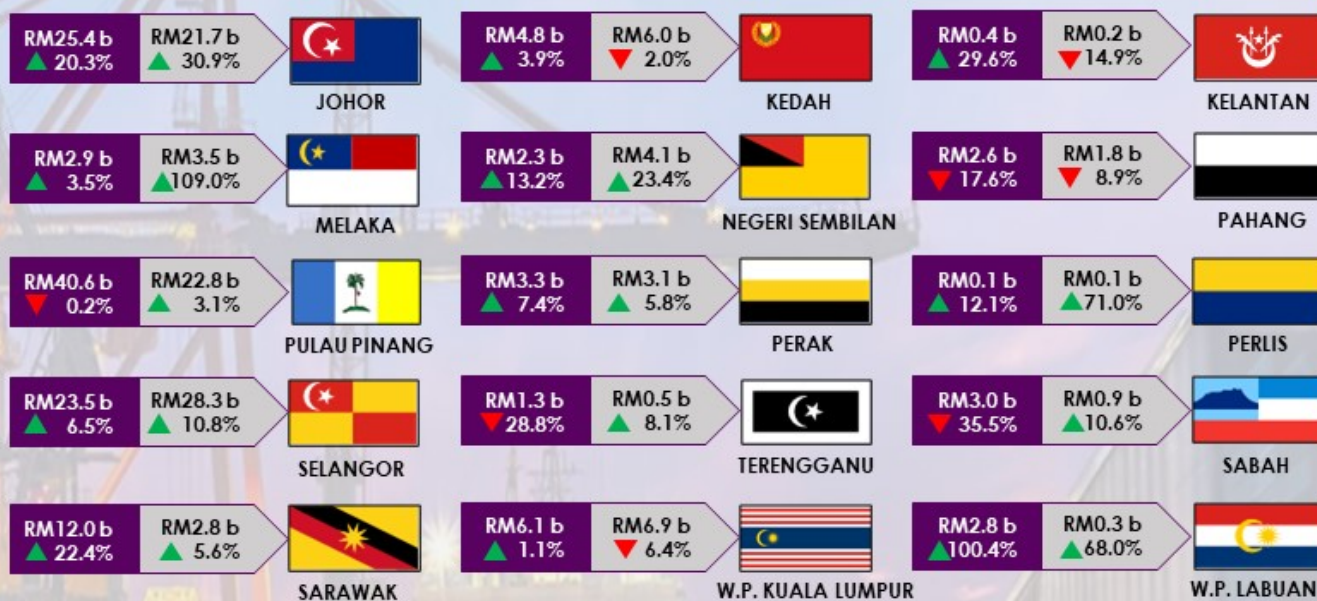 RM25.4 b
▲ 20.3%
RM21.7 b
▲ 30.9%
JOHOR
RM4.8 b
▲ 3.9%
RM6.0 b
▼ 2.0%
KEDAH
RM0.4 b
▲ 29.6%
RM0.2 b
▼ 14.9%
KELANTAN
RM2.9 b
▲ 3.5%
RM3.5 b
▲ 109.0%
MELAKA
RM2.3 b
▲ 13.2%
RM4.1 b
▲ 23.4%
NEGERI SEMBILAN
RM2.6 b
▼ 17.6%
RM1.8 b
▼ 8.9%
PAHANG
RM40.6 b
▼ 0.2%
RM22.8 b
▲ 3.1%
PULAU PINANG
RM3.3 b
▲ 7.4%
RM3.1 b
▲ 5.8%
PERAK
RM0.1 b
▲ 12.1%
RM0.1 b
▲ 71.0%
PERLIS
RM23.5 b
▲ 6.5%
RM28.3 b
▲ 10.8%
SELANGOR
RM1.3 b
▼ 28.8%
RM0.5 b
▲ 8.1%
TERENGGANU
RM3.0 b
▼ 35.5%
RM0.9 b
▲ 10.6%
SABAH
RM12.0 b
▲ 22.4%
RM2.8 b
▲ 5.6%
SARAWAK
RM6.1 b
▲ 1.1%
RM6.9 b
▼ 6.4%
W.P. KUALA LUMPUR
RM2.8 b
▲ 100.4%
RM0.3 b
▲ 68.0%
W.P. LABUAN